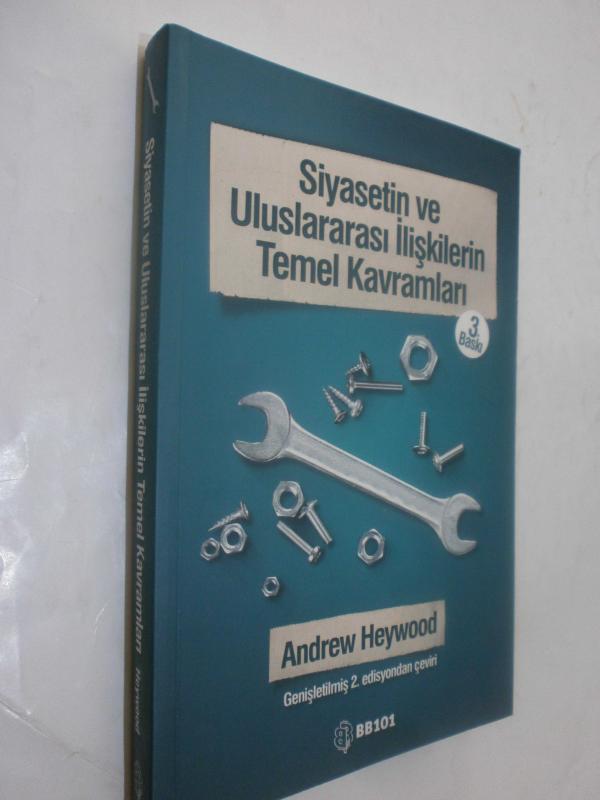 Siyasetin ve
Uluslararası İlişkilerin
Temel Kavramları
3.
Baskı
Andrew Heywood
Genişletilmiş 2. edisyondan çeviri
BB101
Siyasetin ve Uluslararası İlişkilerin Temel Kavramları Heywood